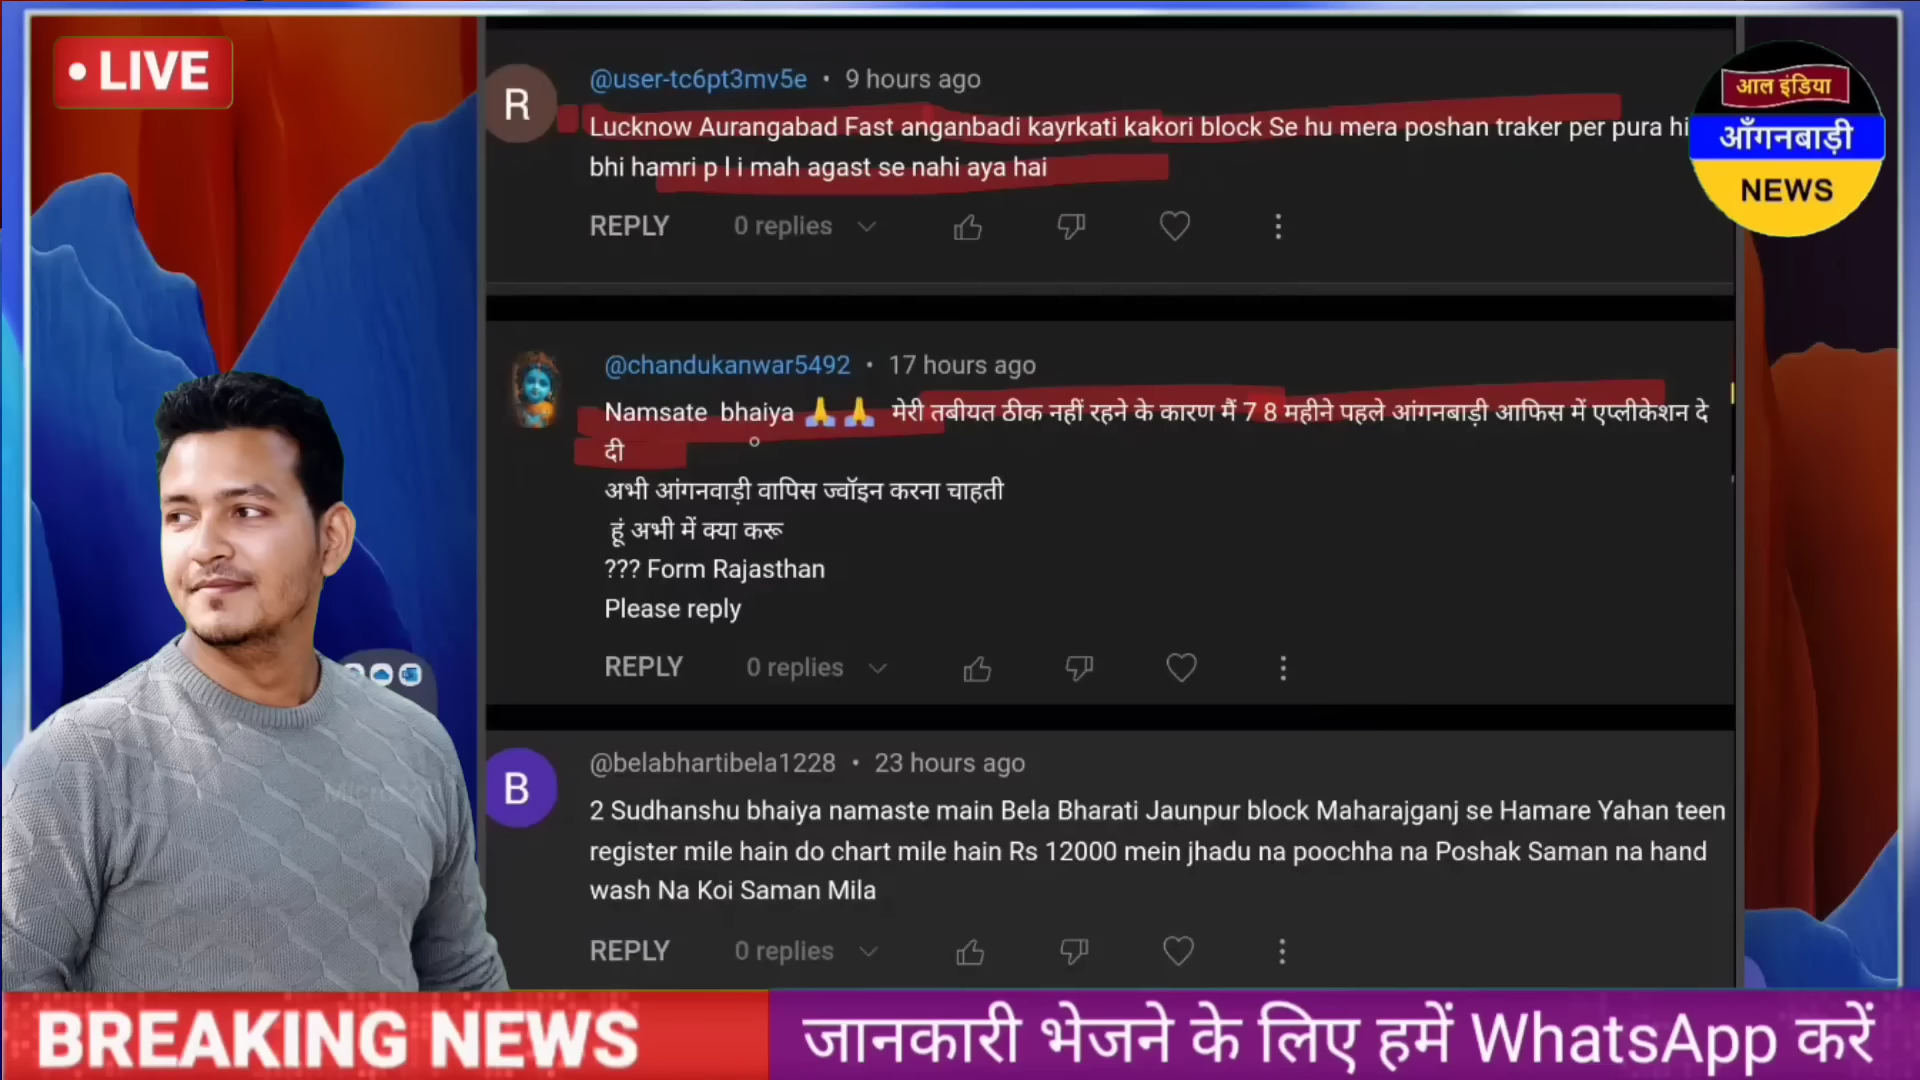 • LIVE
R
@user-tc6pt3mv5e • 9 hours ago
Lucknow Aurangabad Fast anganbadi kayrkati kakori block Se hu mera poshan traker per pura hi
bhi hamri p l i mah agast se nahi aya hai
REPLY 0 replies
आल इंडिया
आँगनबाड़ी
NEWS
@chandukanwar5492 • 17 hours ago
Namsate bhaiya 🙏 🙏 मेरी तबीयत ठीक नहीं रहने के कारण मैं 7 8 महीने पहले आंगनबाड़ी आफिस में एप्लीकेशन दे
दी
अभी आंगनवाड़ी वापिस ज्वॉइन करना चाहती
हूं अभी में क्या करू
??? Form Rajasthan
Please reply
REPLY 0 replies
B
@belabhartibela1228 • 23 hours ago
2 Sudhanshu bhaiya namaste main Bela Bharati Jaunpur block Maharajganj se Hamare Yahan teen
register mile hain do chart mile hain Rs 12000 mein jhadu na poochha na Poshak Saman na hand
wash Na Koi Saman Mila
REPLY 0 replies
BREAKING NEWS
जानकारी भेजने के लिए हमें WhatsApp करें